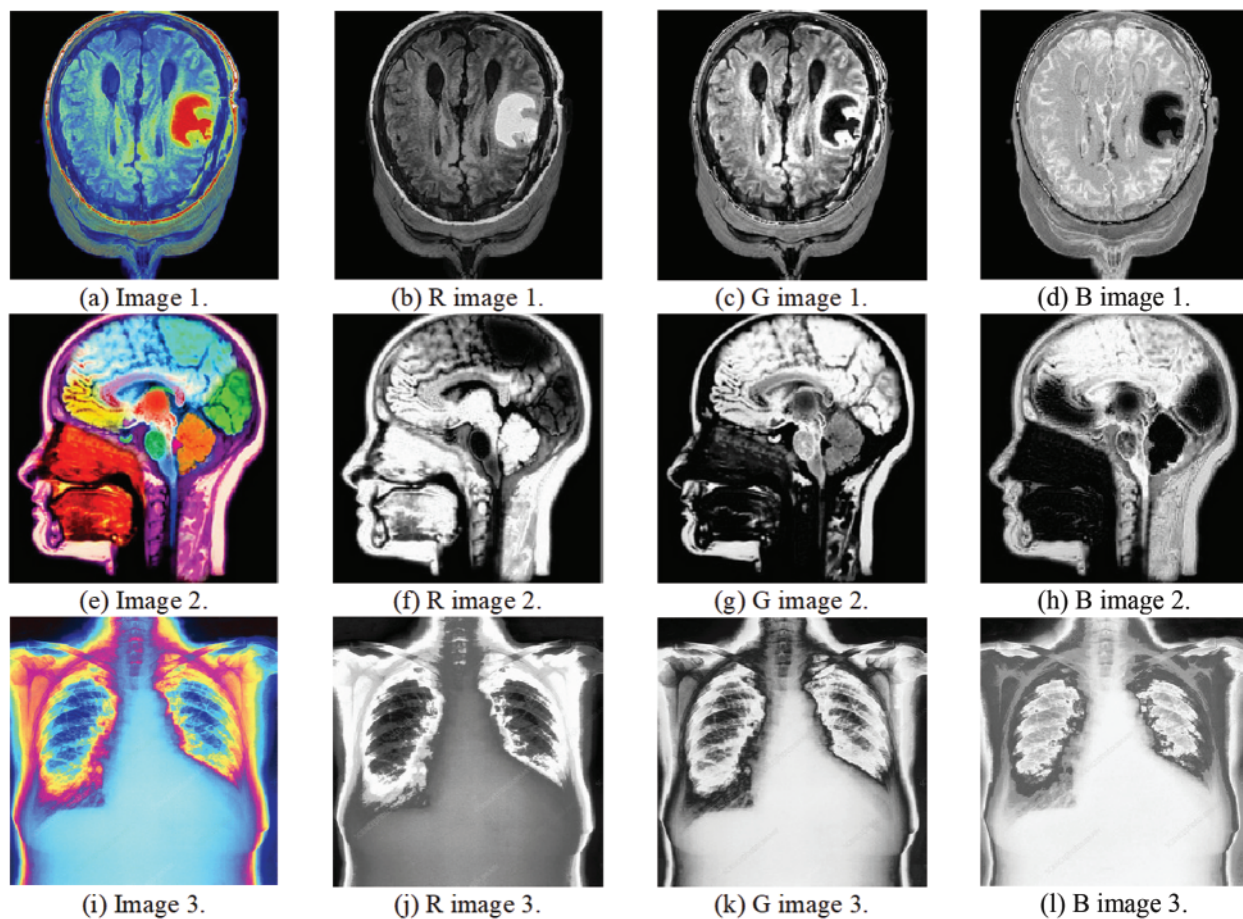 (a) Image 1.
(b) R image 1.
(c) G image 1.
(d) B image 1.
(e) Image 2.
(f) R image 2.
(g) G image 2.
(h) B image 2.
(i) Image 3.
(j) R image 3.
(k) G image 3.
(l) B image 3.